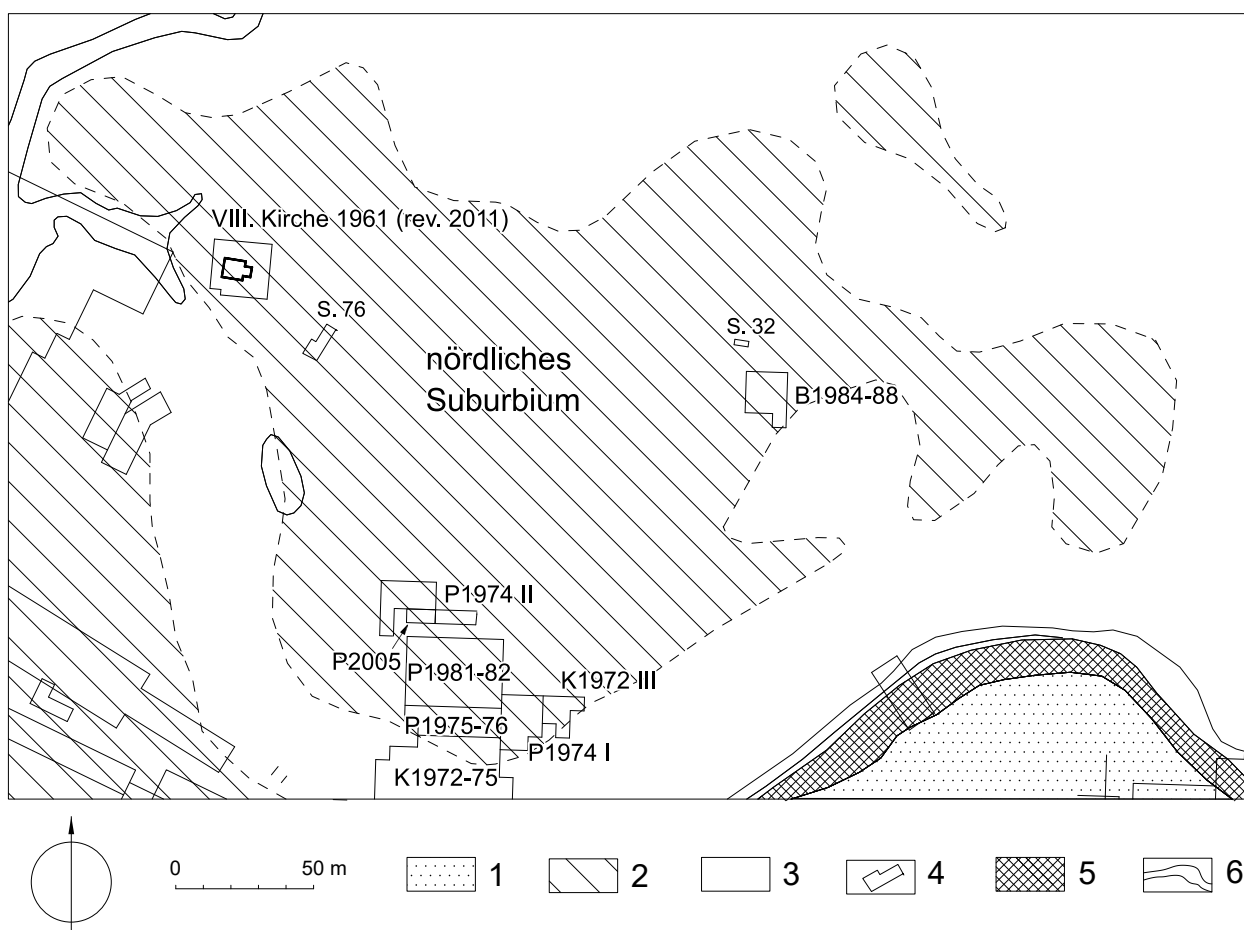 VIII. Kirche 1961 (rev. 2011)
S. 76
S. 32
nördliches
Suburbium
B1984-88
P1974 II
P2005
P1981-82
K1972 III
P1975-76
P1974 I
K1972-75
0 50 m
1 2 3 4 5 6